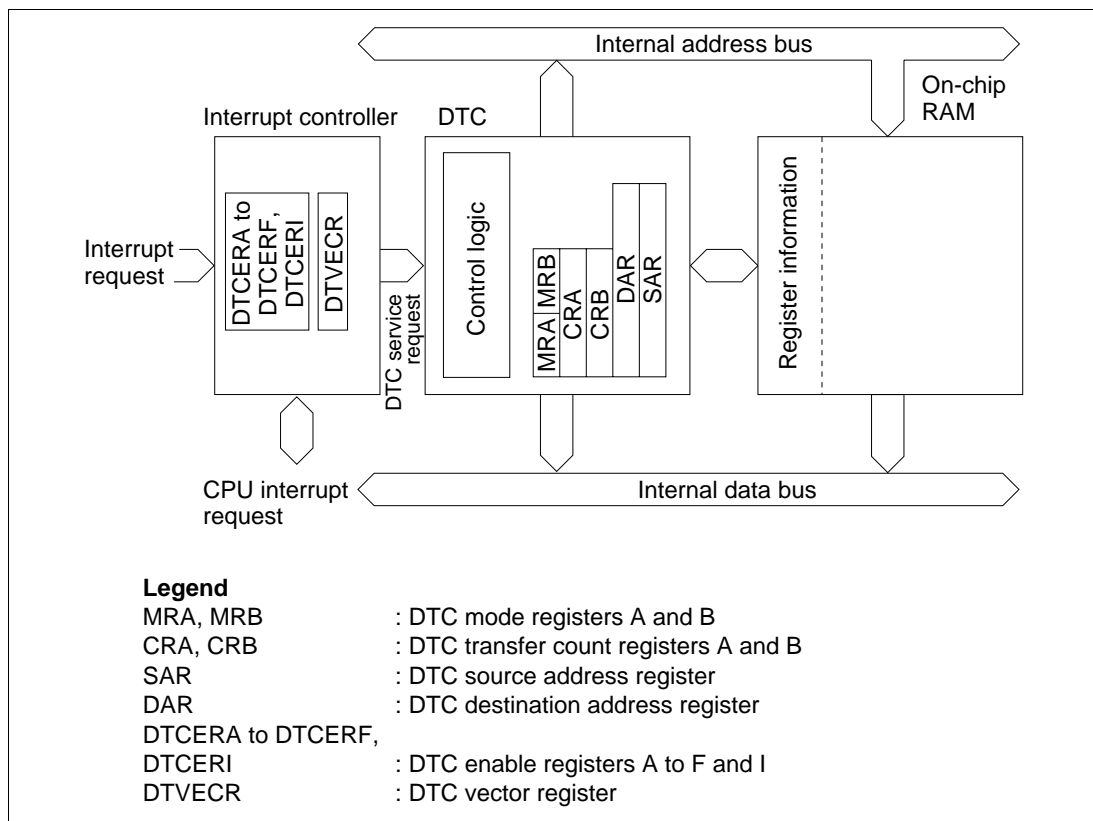 Internal address bus
On-chip
RAM
Interrupt controller
DTC
Interrupt
request
DTCERA to
DTCERF,
DTCERI
DTVECR
DTC service
request
Control logic
MRA
MRB
CRA
CRB
DAR
SAR
Register information
CPU interrupt
request
Internal data bus
Legend
MRA, MRB : DTC mode registers A and B
CRA, CRB : DTC transfer count registers A and B
SAR : DTC source address register
DAR : DTC destination address register
DTCERA to DTCERF,
DTCERI : DTC enable registers A to F and I
DTVECR : DTC vector register